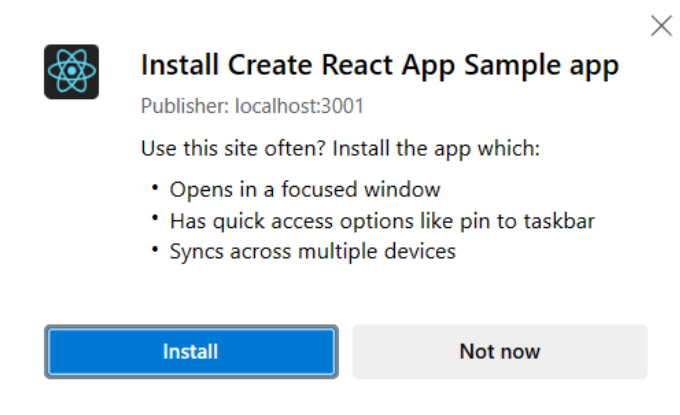 Install Create React App Sample app
Publisher: localhost:3001
Use this site often? Install the app which:
• Opens in a focused window
• Has quick access options like pin to taskbar
• Syncs across multiple devices
Install
Not now